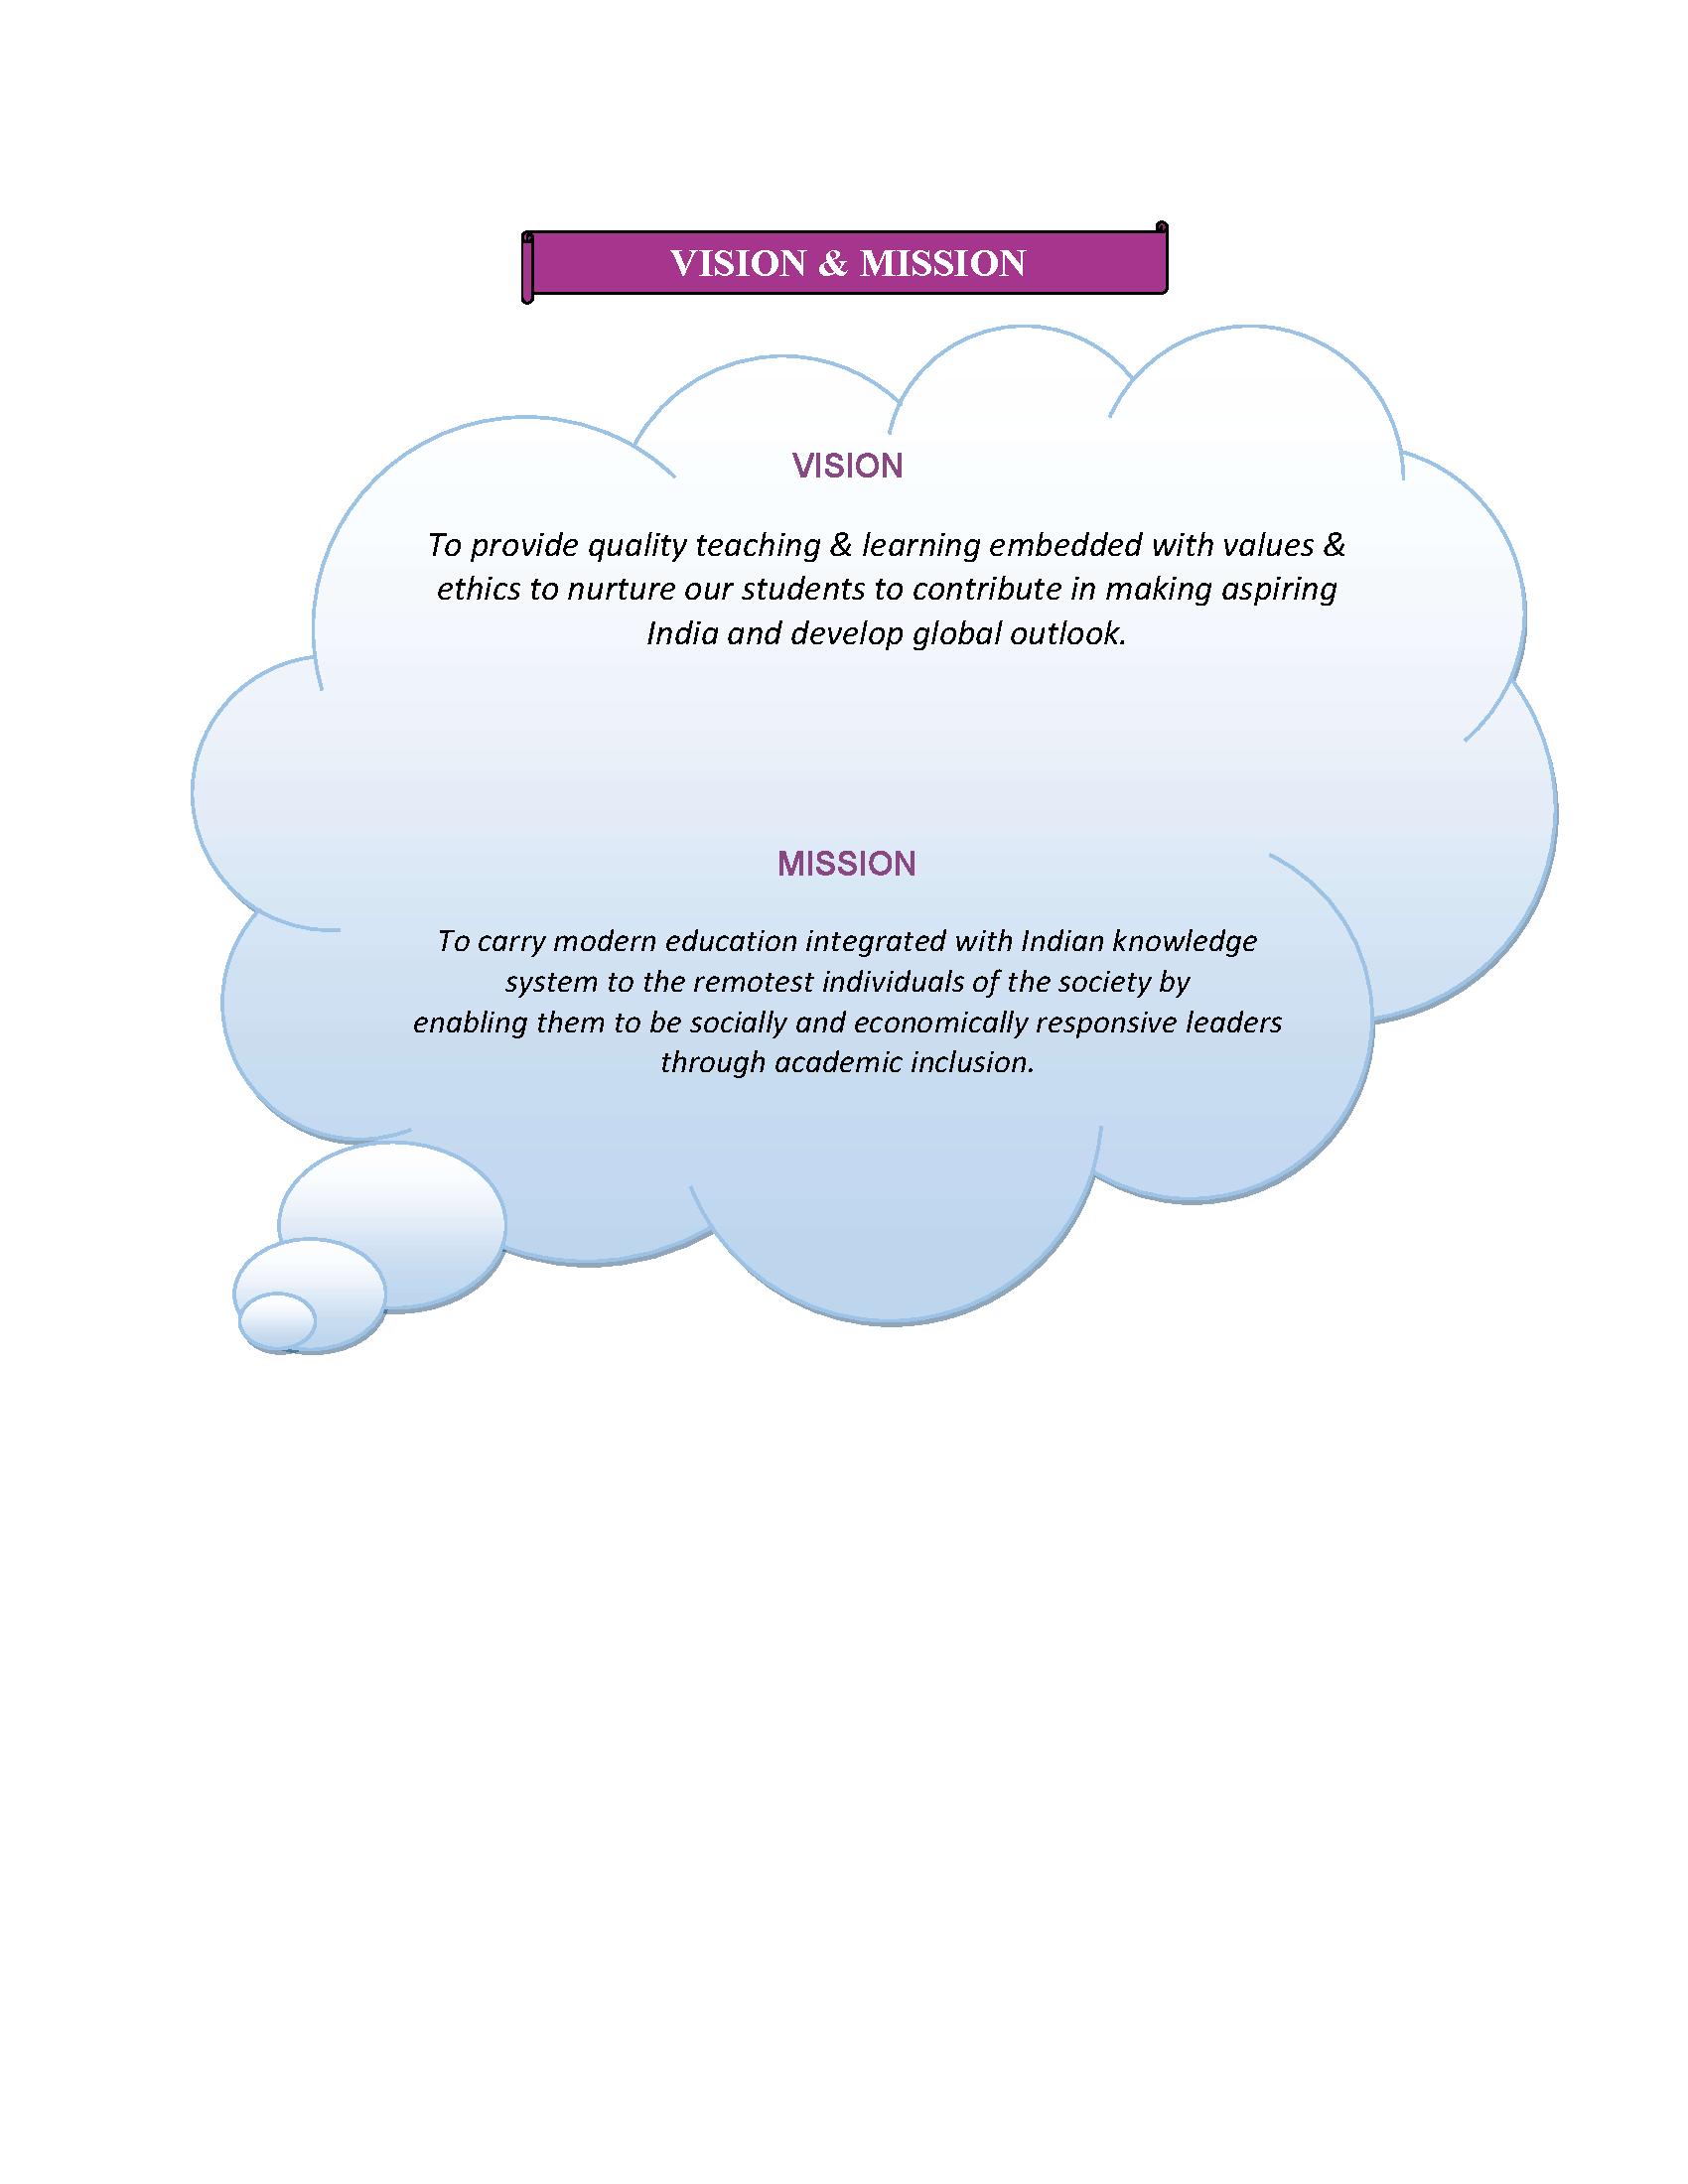 VISION & MISSION
VISION
To provide quality teaching & learning embedded with values &
ethics to nurture our students to contribute in making aspiring
India and develop global outlook.
MISSION
To carry modern education integrated with Indian knowledge
system to the remotest individuals of the society by
enabling them to be socially and economically responsive leaders
through academic inclusion.